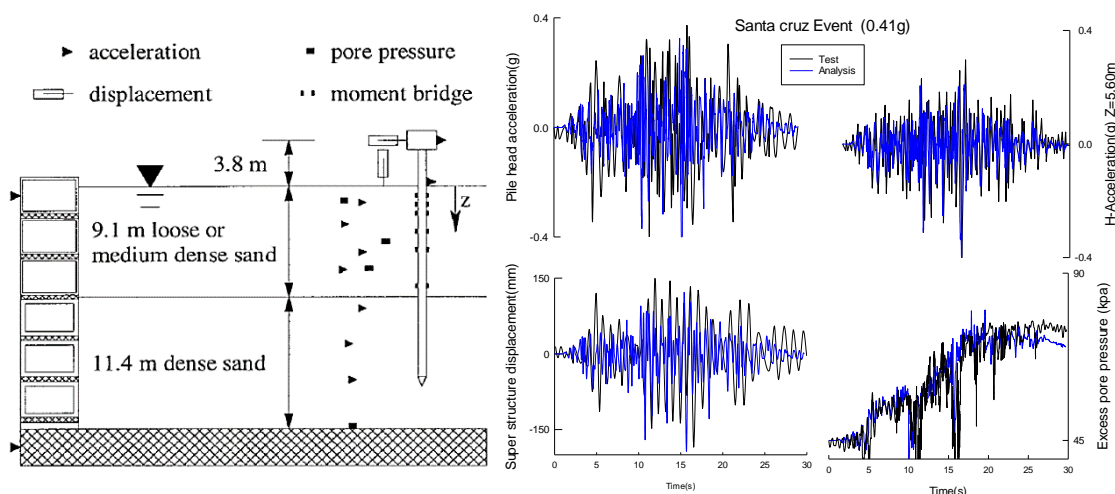 acceleration
pore pressure
displacement
moment bridge
3.8 m
z
9.1 m loose or
medium dense sand
11.4 m dense sand
Santa cruz Event (0.41g)
Test
Analysis
Pile head acceleration(g)
0.4
0.0
-0.4
H-Acceleration(g) Z=5.60m
0.4
0.0
-0.4
Super structure displacement(mm)
150
0
-150
0 5 10 15 20 25 30
Time(s)
Excess pore pressure (kpa)
90
45
0 5 10 15 20 25 30
Time(s)